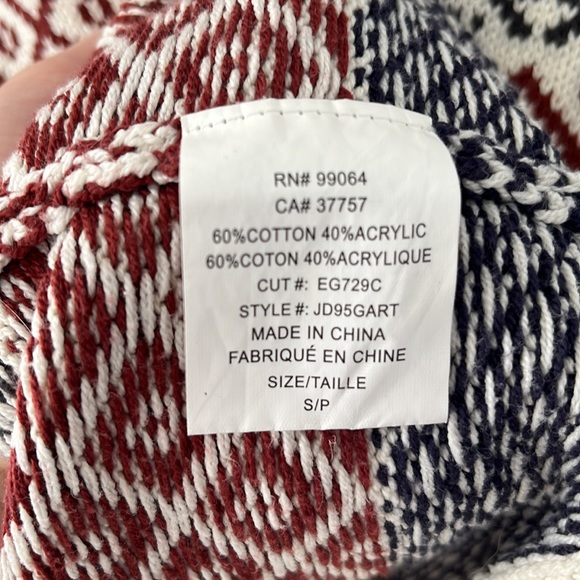 RN# 99064
CA# 37757
60%COTTON 40%ACRYLIC
60%COTON 40%ACRYLIQUE
CUT #: EG729C
STYLE #: JD95GART
MADE IN CHINA
FABRIQUÉ EN CHINE
SIZE/TAILLE
S/P